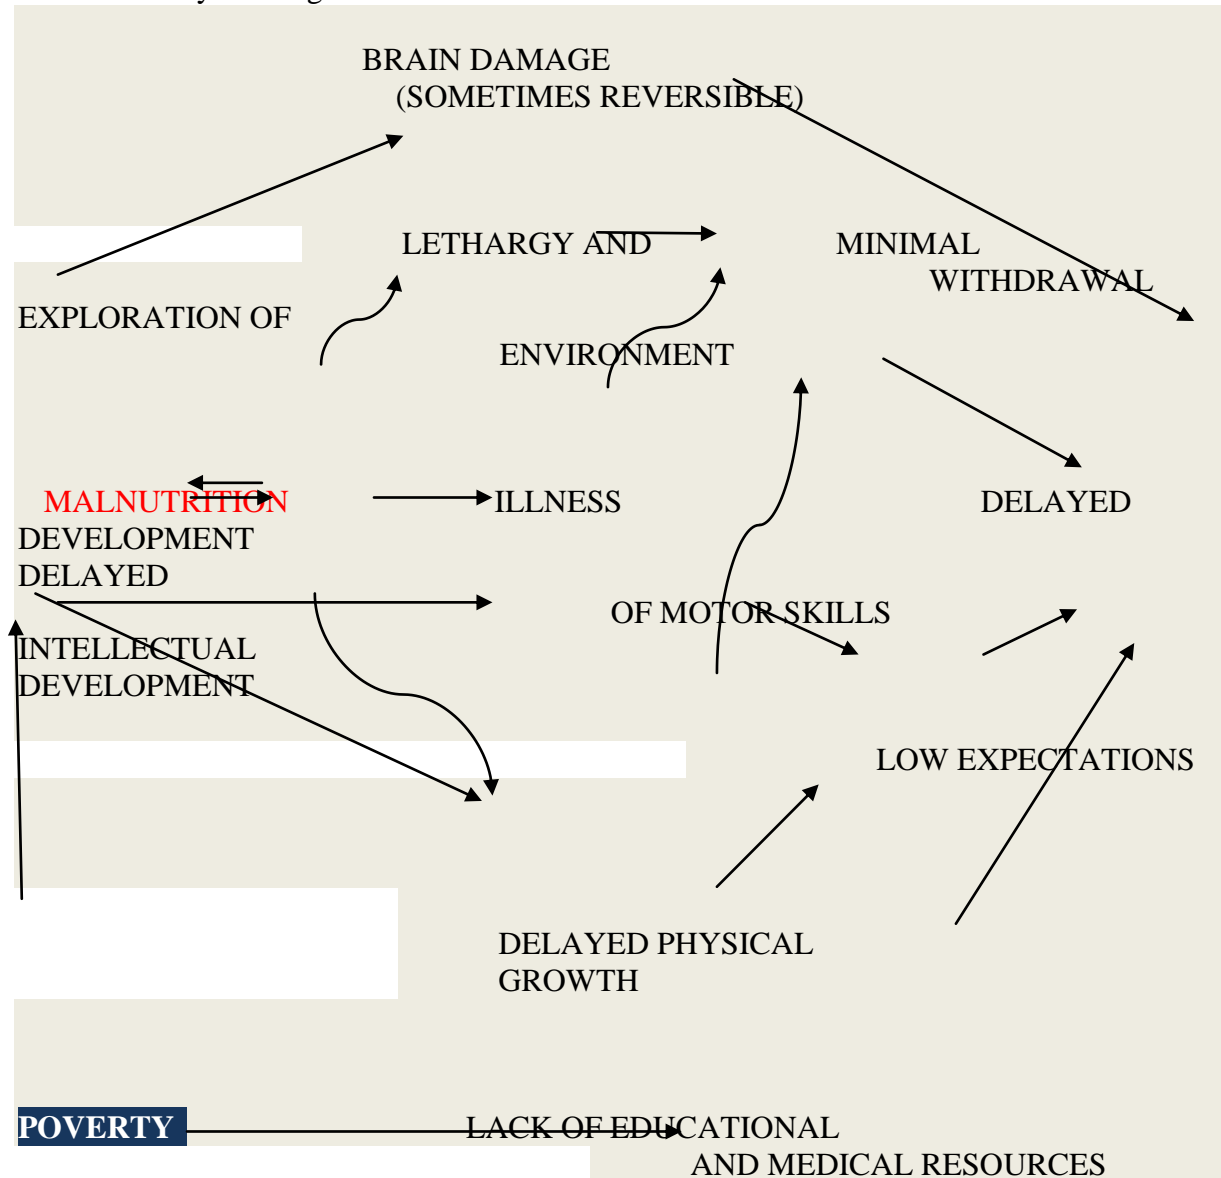 BRAIN DAMAGE
(SOMETIMES REVERSIBLE)
LETHARGY AND MINIMAL
WITHDRAWAL
EXPLORATION OF
ENVIRONMENT
MALNUTRITION ILLNESS DELAYED
DEVELOPMENT
DELAYED
OF MOTOR SKILLS
INTELLECTUAL
DEVELOPMENT
LOW EXPECTATIONS
DELAYED PHYSICAL
GROWTH
POVERTY LACK OF EDUCATIONAL
AND MEDICAL RESOURCES